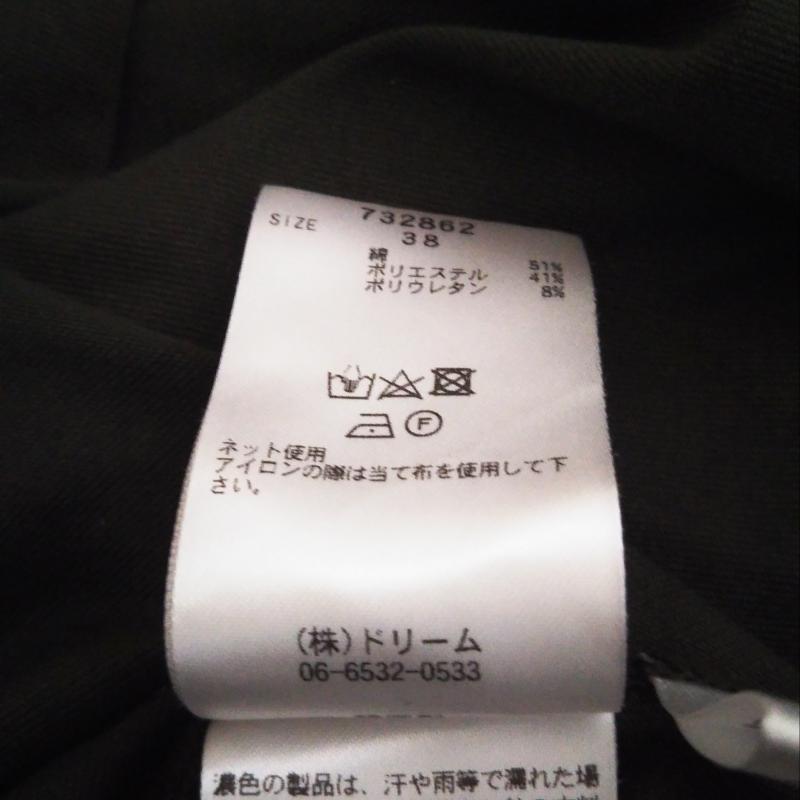 732862
SIZE 38
綿 51%
ポリエステル 41%
ポリウレタン 8%
F
ネット使用
アイロンの際は当て布を使用して下
さい。
(株)ドリーム
06-6532-0533
濃色の製品は、汗や雨等で濡れた場